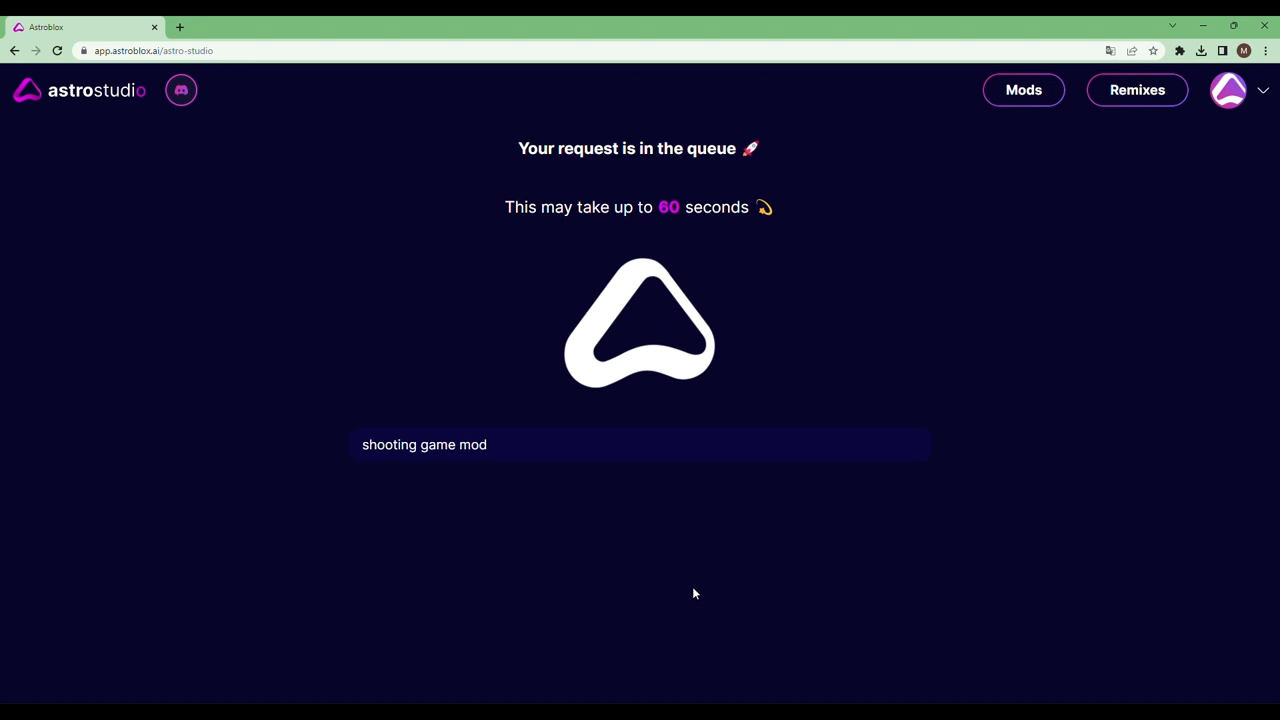 Astroblox
app.astroblox.ai/astro-studio
M
astrostudio
Mods
Remixes
Your request is in the queue 🚀
This may take up to 60 seconds 💫
shooting game mod